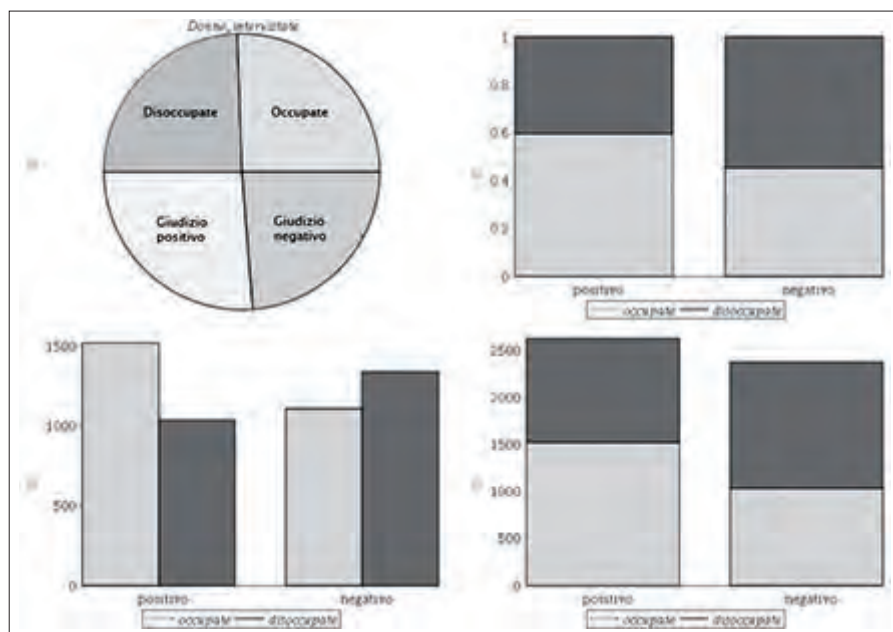 Donne intervistate
Disoccupate
Occupate
Giudizio
positivo
Giudizio
negativo
1
0.8
0.6
0.4
0.2
0
positivo negativo
occupate disoccupate
1500
1000
500
0
positivo negativo
occupate disoccupate
2500
2000
1500
1000
500
0
positivo negativo
occupate disoccupate